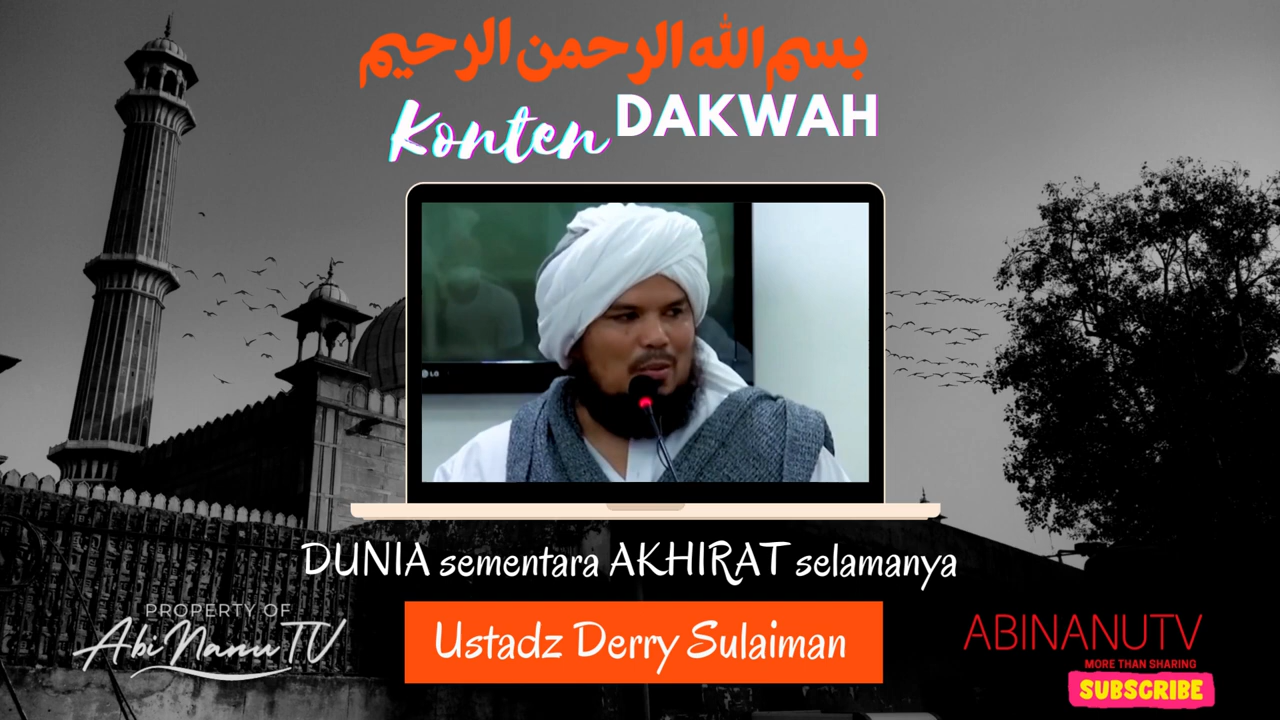 بسم الله الرحمن الرحيم
Konten DAKWAH
LG
DUNIA sementara AKHIRAT selamanya
PROPERTY OF
AbiNanuTV
Ustadz Derry Sulaiman
ABINANUTV
MORE THAN SHARING
SUBSCRIBE